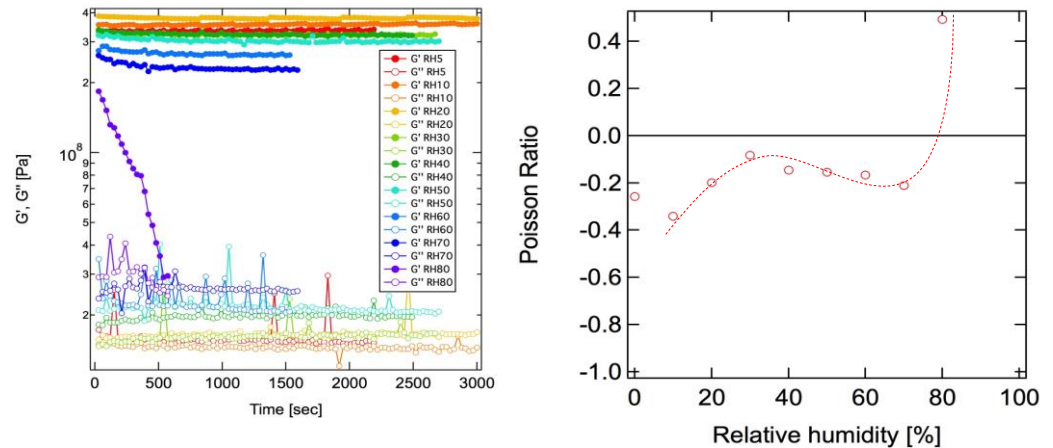 G', G'' [Pa]
4
3
2
10⁸
9
8
7
6
5
4
3
2
G' RH5
G'' RH5
G' RH10
G'' RH10
G' RH20
G'' RH20
G' RH30
G'' RH30
G' RH40
G'' RH40
G' RH50
G'' RH50
G' RH60
G'' RH60
G' RH70
G'' RH70
G' RH80
G'' RH80
0 500 1000 1500 2000 2500 3000
Time [sec]
Poisson Ratio
0.4
0.2
0.0
-0.2
-0.4
-0.6
-0.8
-1.0
0 20 40 60 80 100
Relative humidity [%]